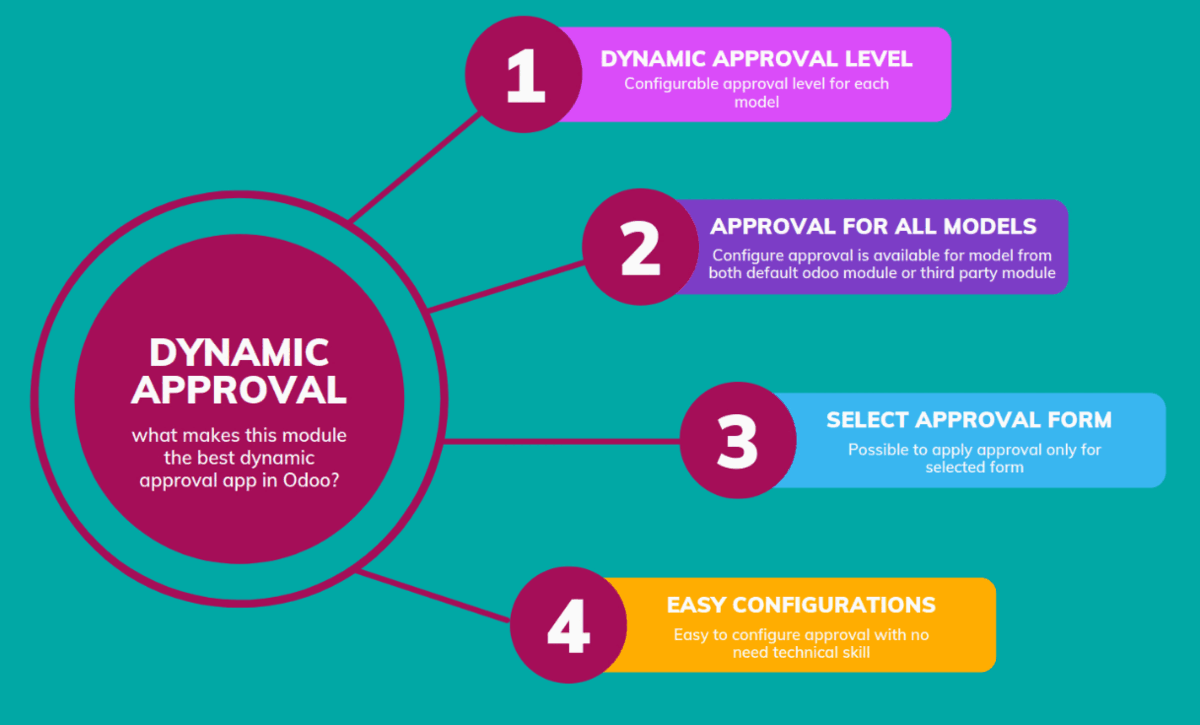 DYNAMIC
APPROVAL
what makes this module
the best dynamic
approval app in Odoo?
1
DYNAMIC APPROVAL LEVEL
Configurable approval level for each
model
2
APPROVAL FOR ALL MODELS
Configure approval is available for model from
both default odoo module or third party module
3
SELECT APPROVAL FORM
Possible to apply approval only for
selected form
4
EASY CONFIGURATIONS
Easy to configure approval with no
need technical skill